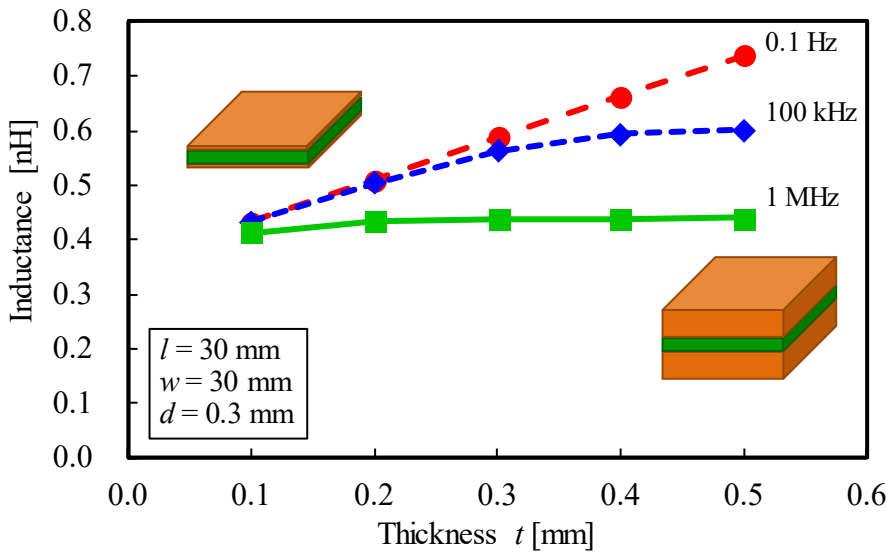 0.8
0.7
0.6
0.5
0.4
0.3
0.2
0.1
0.0
Inductance [nH]
0.1 Hz
100 kHz
1 MHz
l = 30 mm
w = 30 mm
d = 0.3 mm
0.0 0.1 0.2 0.3 0.4 0.5 0.6
Thickness t [mm]